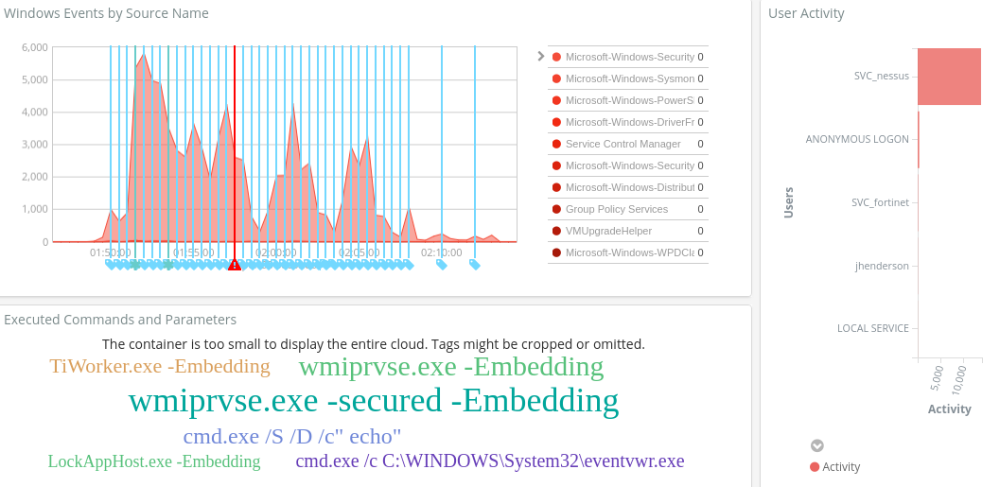 Windows Events by Source Name
6,000
5,000
4,000
3,000
2,000
1,000
0
01:50:00
01:55:00
02:00:00
02:05:00
02:10:00
Microsoft-Windows-Security 0
Microsoft-Windows-Sysmon 0
Microsoft-Windows-PowerS 0
Microsoft-Windows-DriverFr 0
Service Control Manager 0
Microsoft-Windows-Security 0
Microsoft-Windows-Distribut 0
Group Policy Services 0
VMUpgradeHelper 0
Microsoft-Windows-WPDCla 0
Executed Commands and Parameters
The container is too small to display the entire cloud. Tags might be cropped or omitted.
TiWorker.exe -Embedding
wmiprvse.exe -Embedding
wmiprvse.exe -secured -Embedding
cmd.exe /S /D /c" echo"
LockAppHost.exe -Embedding
cmd.exe /c C:\WINDOWS\System32\eventvwr.exe
User Activity
Users
SVC_nessus
ANONYMOUS LOGON
SVC_fortinet
jhenderson
LOCAL SERVICE
5,000
10,000
Activity
Activity